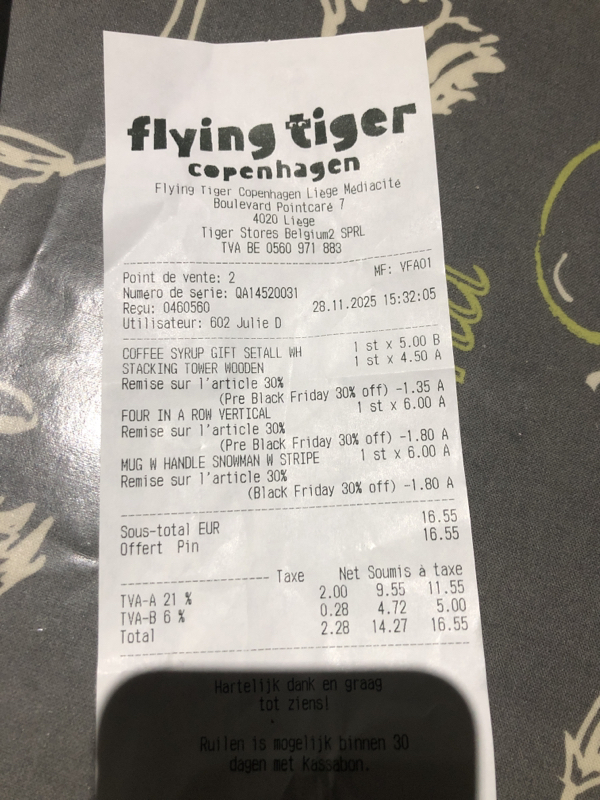 flying tiger
copenhagen
Flying Tiger Copenhagen Liege Mediacite
Boulevard Pointcaré 7
4020 Liege
Tiger Stores Belgium2 SPRL
TVA BE 0560 971 883
Point de vente: 2 MF: VFA01
Numéro de série: QA14520031
Reçu: 0460560 28.11.2025 15:32:05
Utilisateur: 602 Julie D
COFFEE SYRUP GIFT SETALL WH 1 st x 5.00 B
STACKING TOWER WOODEN 1 st x 4.50 A
Remise sur l'article 30%
(Pre Black Friday 30% off) -1.35 A
FOUR IN A ROW VERTICAL 1 st x 6.00 A
Remise sur l'article 30%
(Pre Black Friday 30% off) -1.80 A
MUG W HANDLE SNOWMAN W STRIPE 1 st x 6.00 A
Remise sur l'article 30%
(Black Friday 30% off) -1.80 A
Sous-total EUR 16.55
Offert Pin 16.55
Taxe Net Soumis à taxe
TVA-A 21 % 2.00 9.55 11.55
TVA-B 6 % 0.28 4.72 5.00
Total 2.28 14.27 16.55
Hartelijk dank en graag
tot ziens!
Ruilen is mogelijk binnen 30
dagen met kassabon.